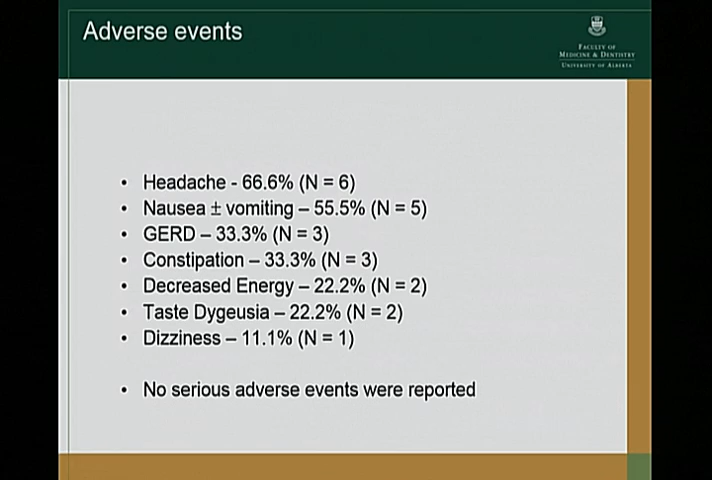 Adverse events
FACULTY OF
MEDICINE & DENTISTRY
UNIVERSITY OF ALBERTA
• Headache - 66.6% (N = 6)
• Nausea ± vomiting – 55.5% (N = 5)
• GERD – 33.3% (N = 3)
• Constipation – 33.3% (N = 3)
• Decreased Energy – 22.2% (N = 2)
• Taste Dygeusia – 22.2% (N = 2)
• Dizziness – 11.1% (N = 1)
• No serious adverse events were reported